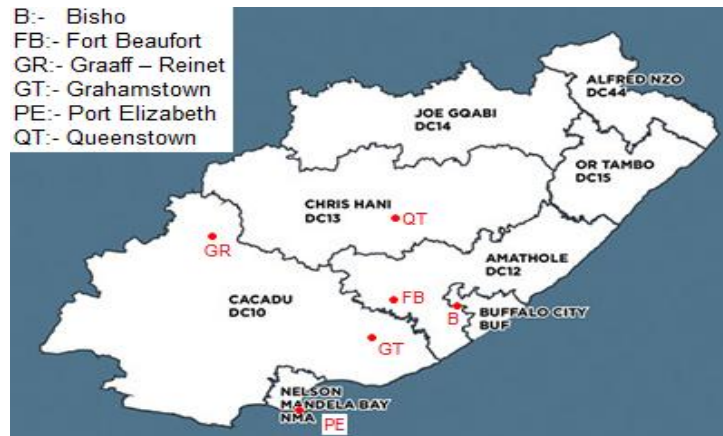 B:- Bisho
FB:- Fort Beaufort
GR:- Graaff – Reinet
GT:- Grahamstown
PE:- Port Elizabeth
QT:- Queenstown
ALFRED NZO
DC44
JOE GQABI
DC14
OR TAMBO
DC15
CHRIS HANI
DC13
QT
GR
AMATHOLE
DC12
CACADU
DC10
FB
B
BUFFALO CITY
BUF
GT
NELSON
MANDELA BAY
NMA
PE